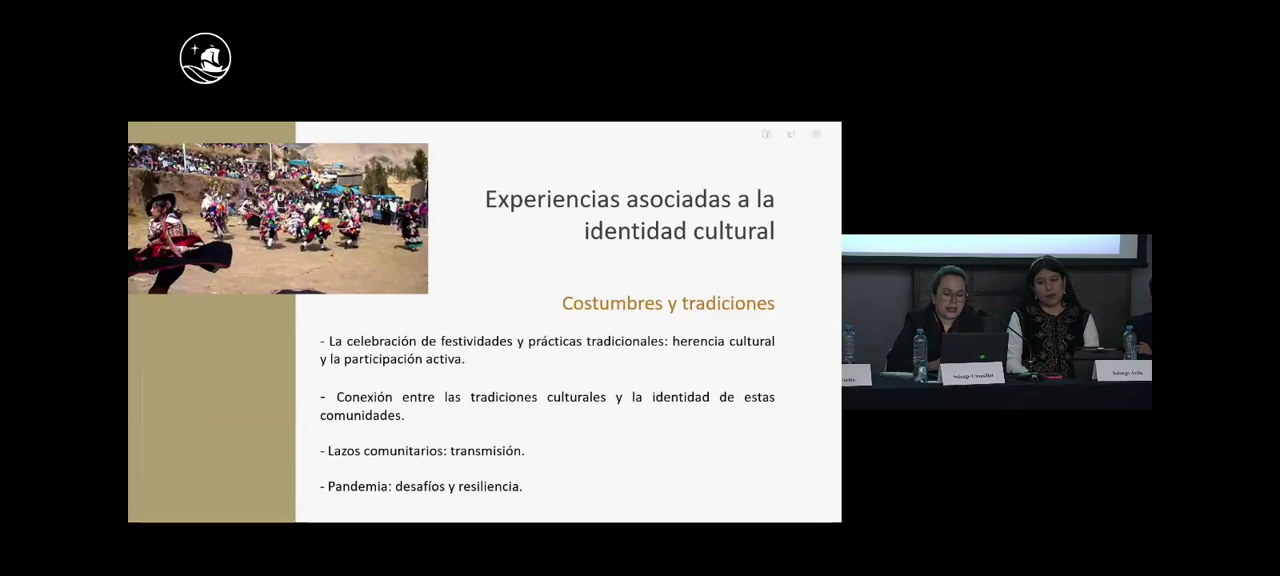 Experiencias asociadas a la
identidad cultural
Costumbres y tradiciones
- La celebración de festividades y prácticas tradicionales: herencia cultural
y la participación activa.
- Conexión entre las tradiciones culturales y la identidad de estas
comunidades.
- Lazos comunitarios: transmisión.
- Pandemia: desafíos y resiliencia.
Solange